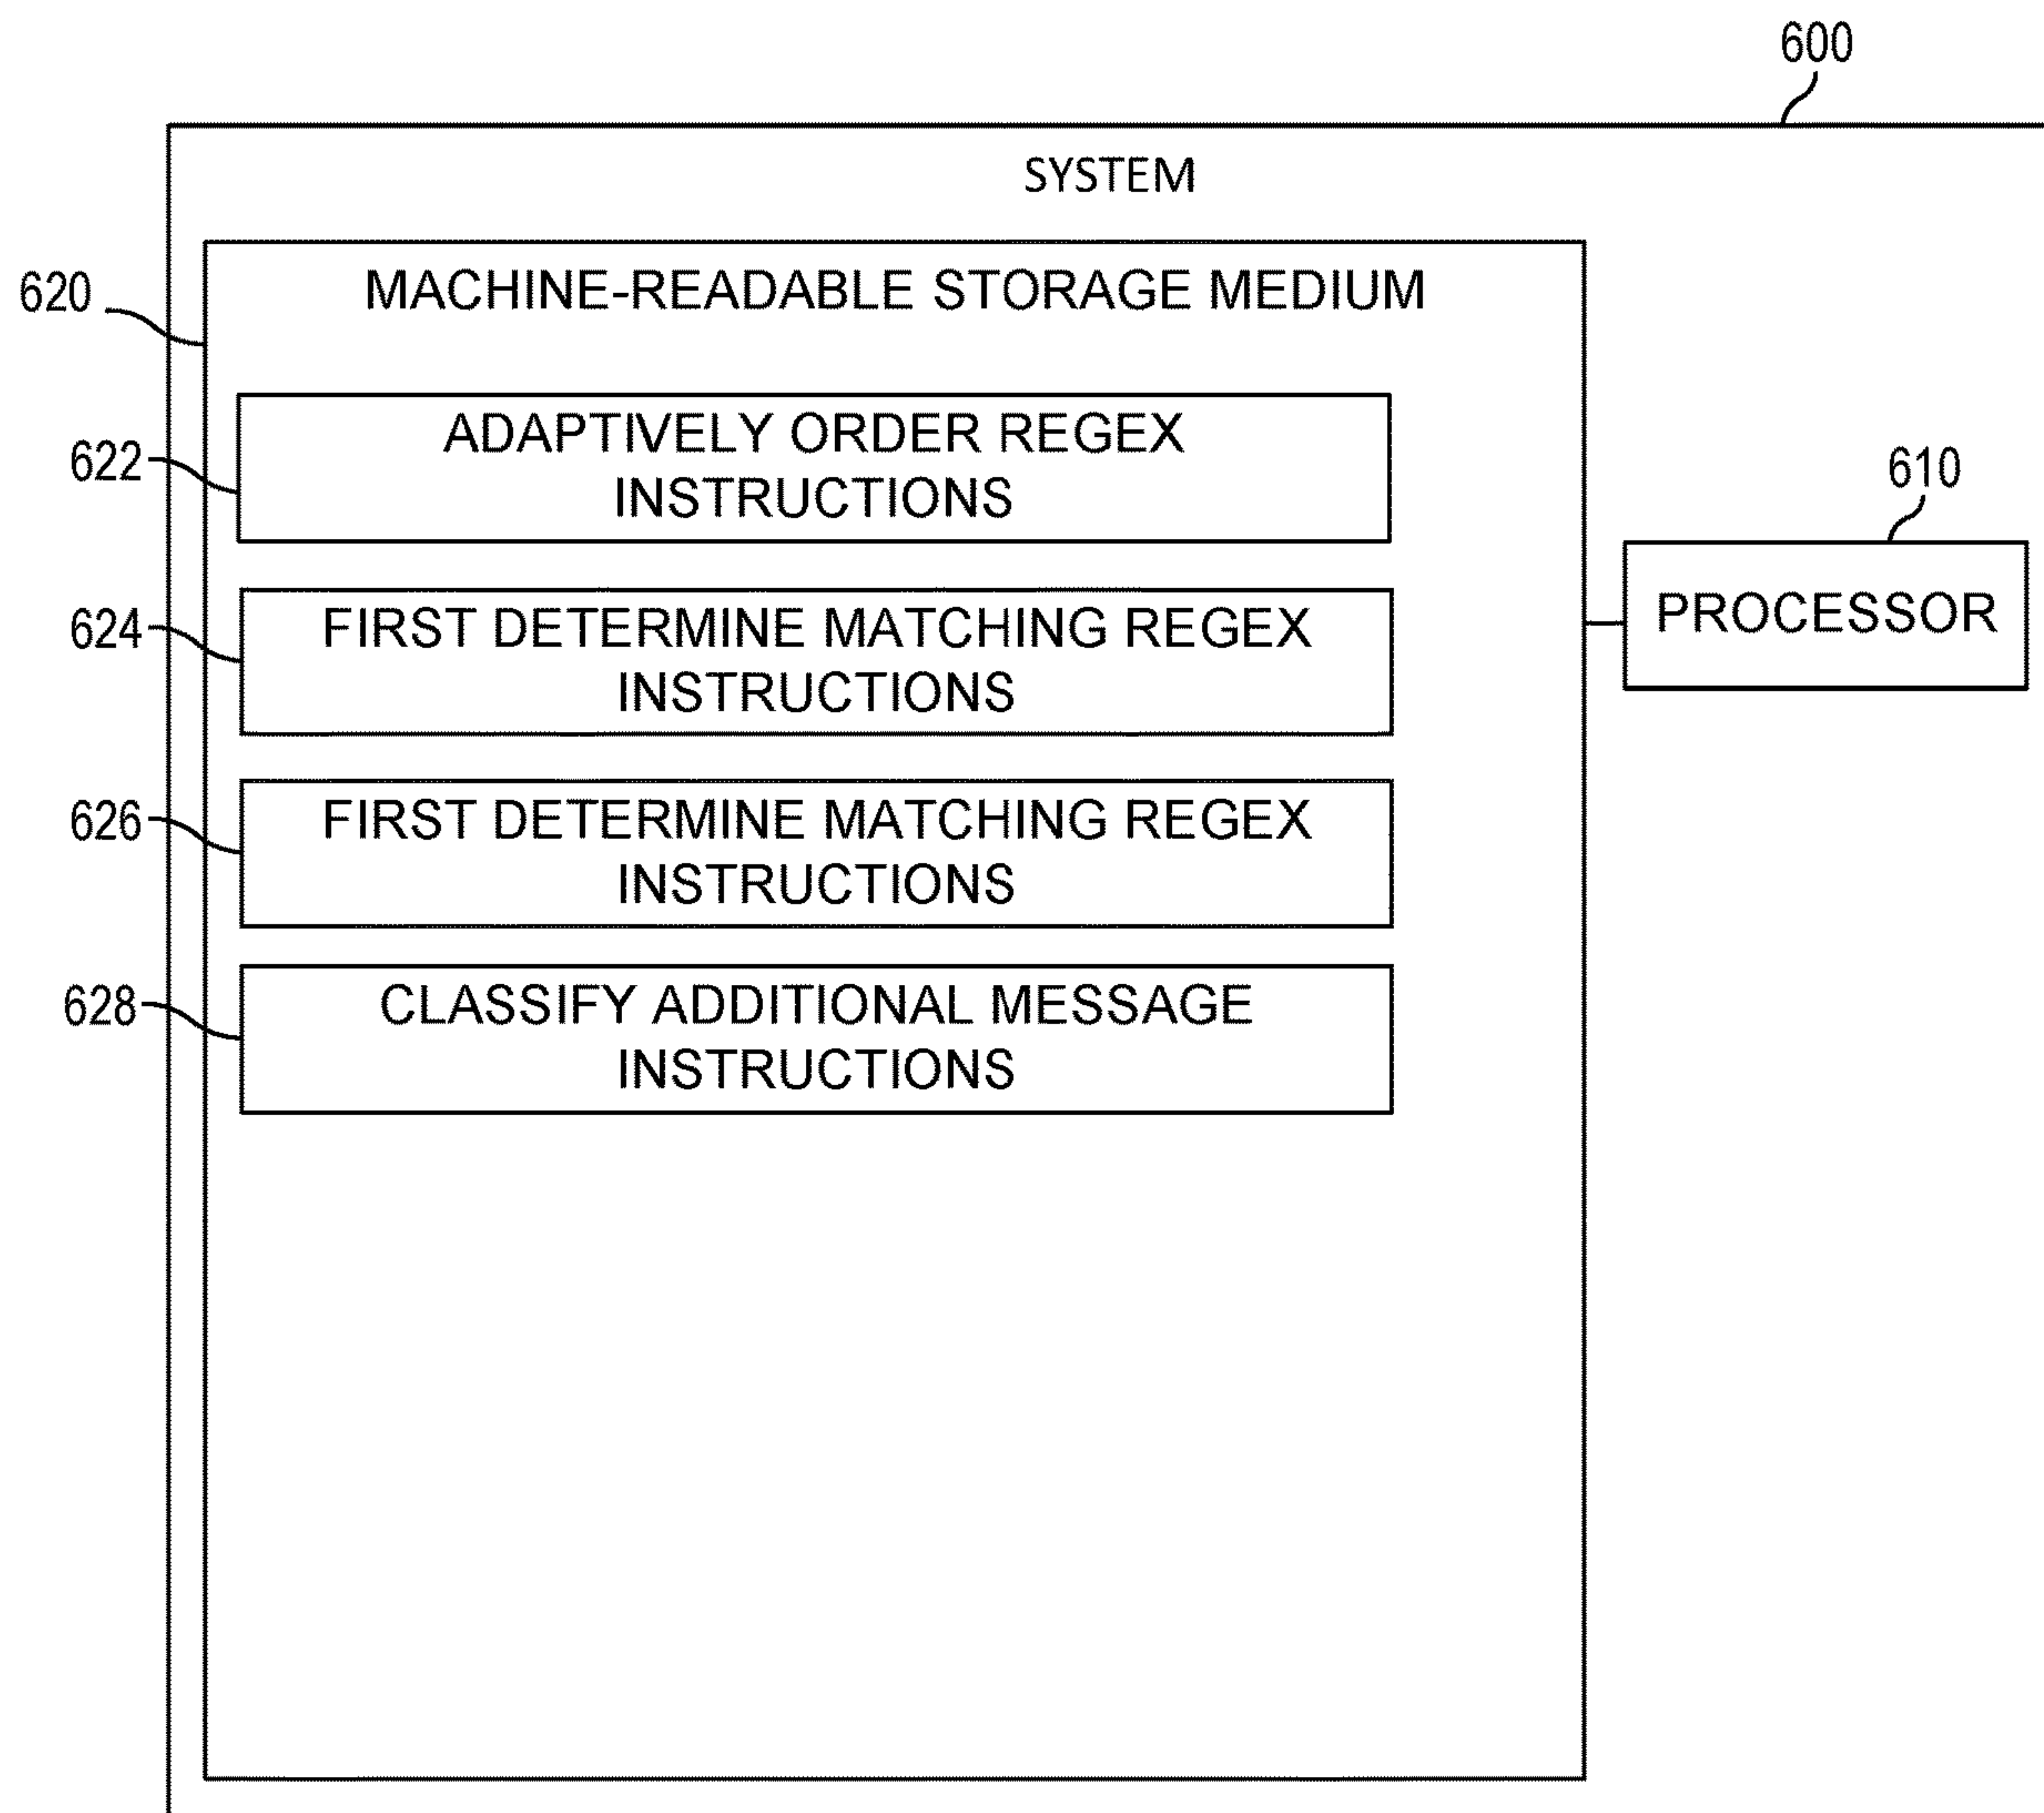 600
SYSTEM
620
MACHINE-READABLE STORAGE MEDIUM
622
ADAPTIVELY ORDER REGEX
INSTRUCTIONS
610
PROCESSOR
624
FIRST DETERMINE MATCHING REGEX
INSTRUCTIONS
626
FIRST DETERMINE MATCHING REGEX
INSTRUCTIONS
628
CLASSIFY ADDITIONAL MESSAGE
INSTRUCTIONS